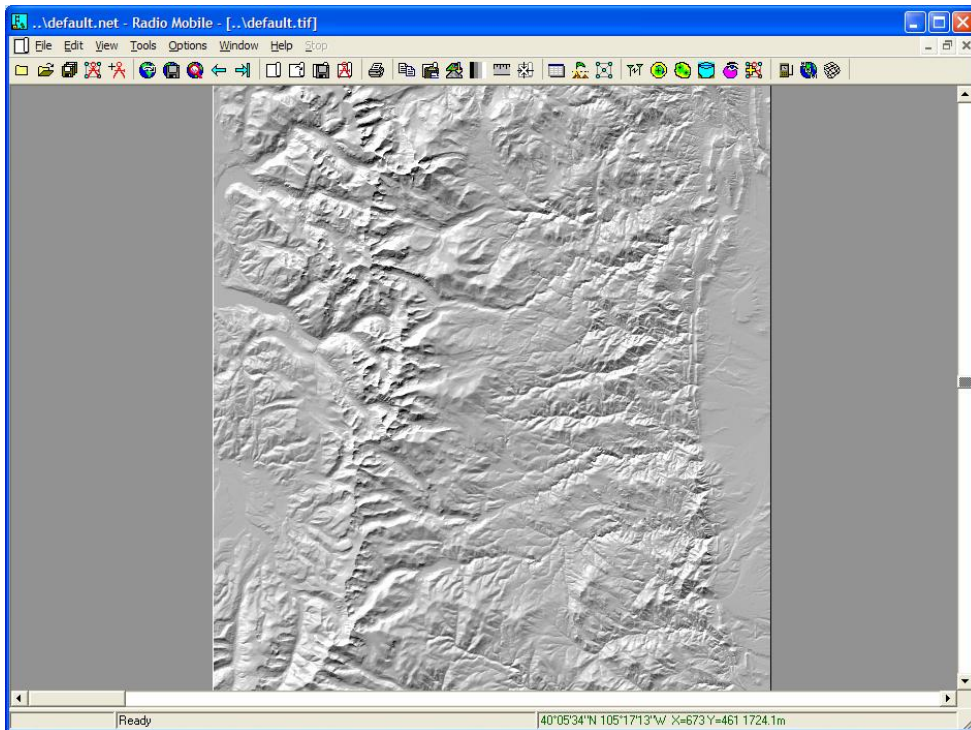 ..\default.net - Radio Mobile - [..\default.tif]
File Edit View Tools Options Window Help Stop
Ready
40°05'34"N 105°17'13"W X=673 Y=461 1724.1m